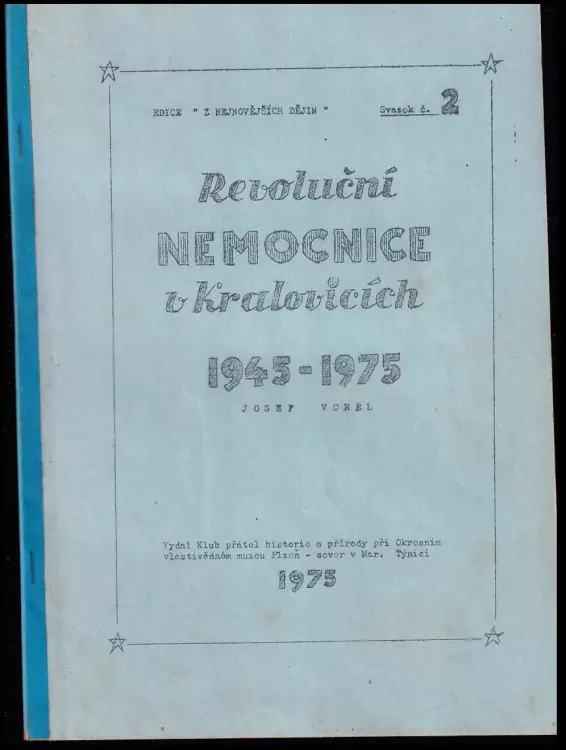 EDICE " Z NEJNOVĚJŠÍCH DĚJIN "
Svazek č. 2
Revoluční
NEMOCNICE
v Kralovicích
1945-1975
JOSEF VOREL
Vydal Klub přátel historie a přírody při Okresním
vlastivědném muzeu Plzeň - sever v Mar. Týnici
1975